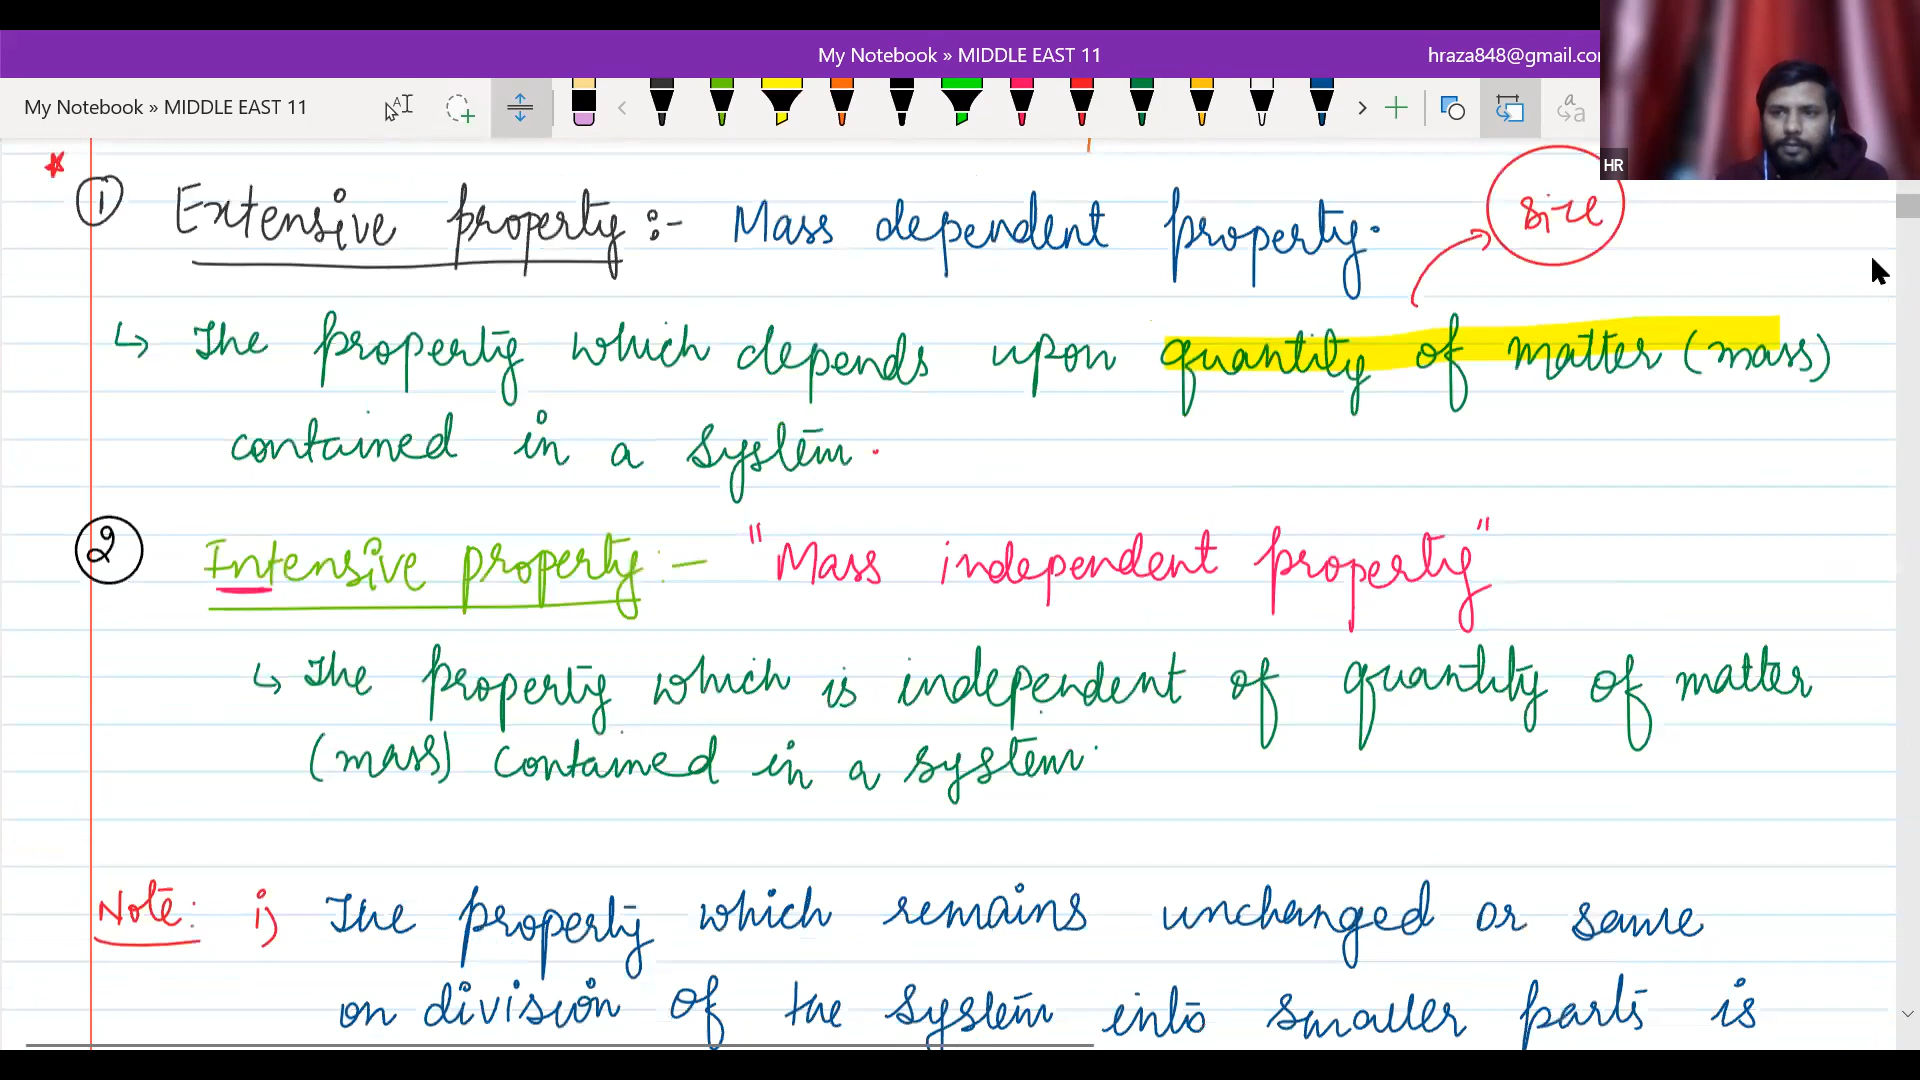 My Notebook » MIDDLE EAST 11
hraza848@gmail.co
My Notebook » MIDDLE EAST 11
HR
① Extensive property :- Mass dependent property.
size
↳ The property which depends upon quantity of matter (mass)
contained in a system.
② Intensive property :- "Mass independent property"
↳ The property which is independent of quantity of matter
(mass) contained in a system.
Note: i) The property which remains unchanged or same
on division of the system into smaller parts is